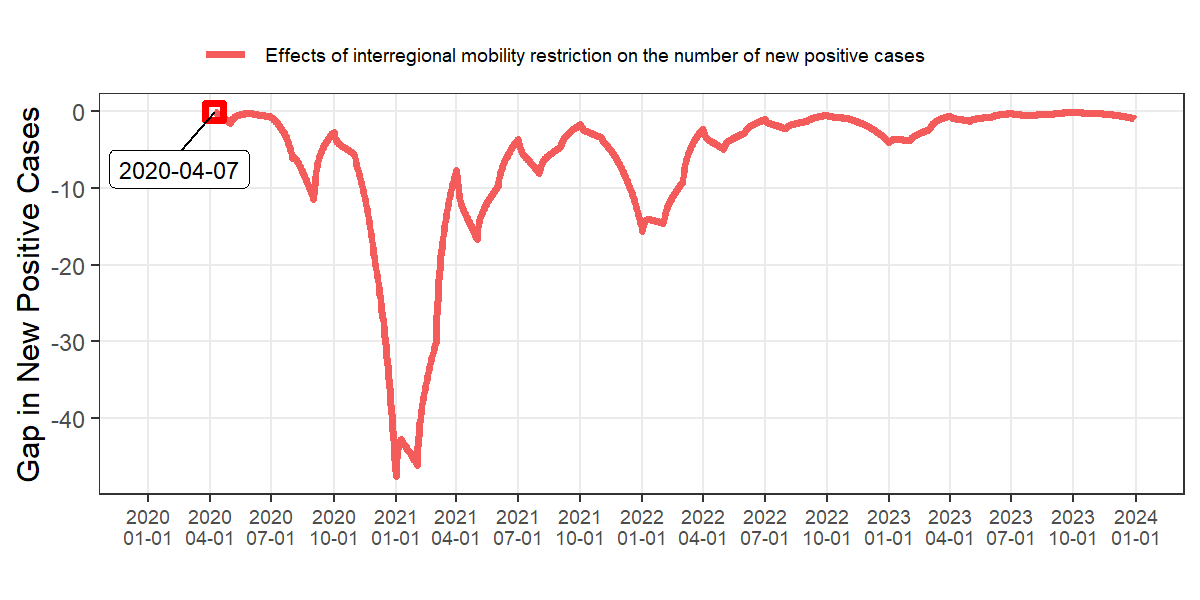 Effects of interregional mobility restriction on the number of new positive cases
Gap in New Positive Cases
0
-10
-20
-30
-40
2020-04-07
2020 2020 2020 2020 2021 2021 2021 2021 2022 2022 2022 2022 2023 2023 2023 2023 2024
01-01 04-01 07-01 10-01 01-01 04-01 07-01 10-01 01-01 04-01 07-01 10-01 01-01 04-01 07-01 10-01 01-01